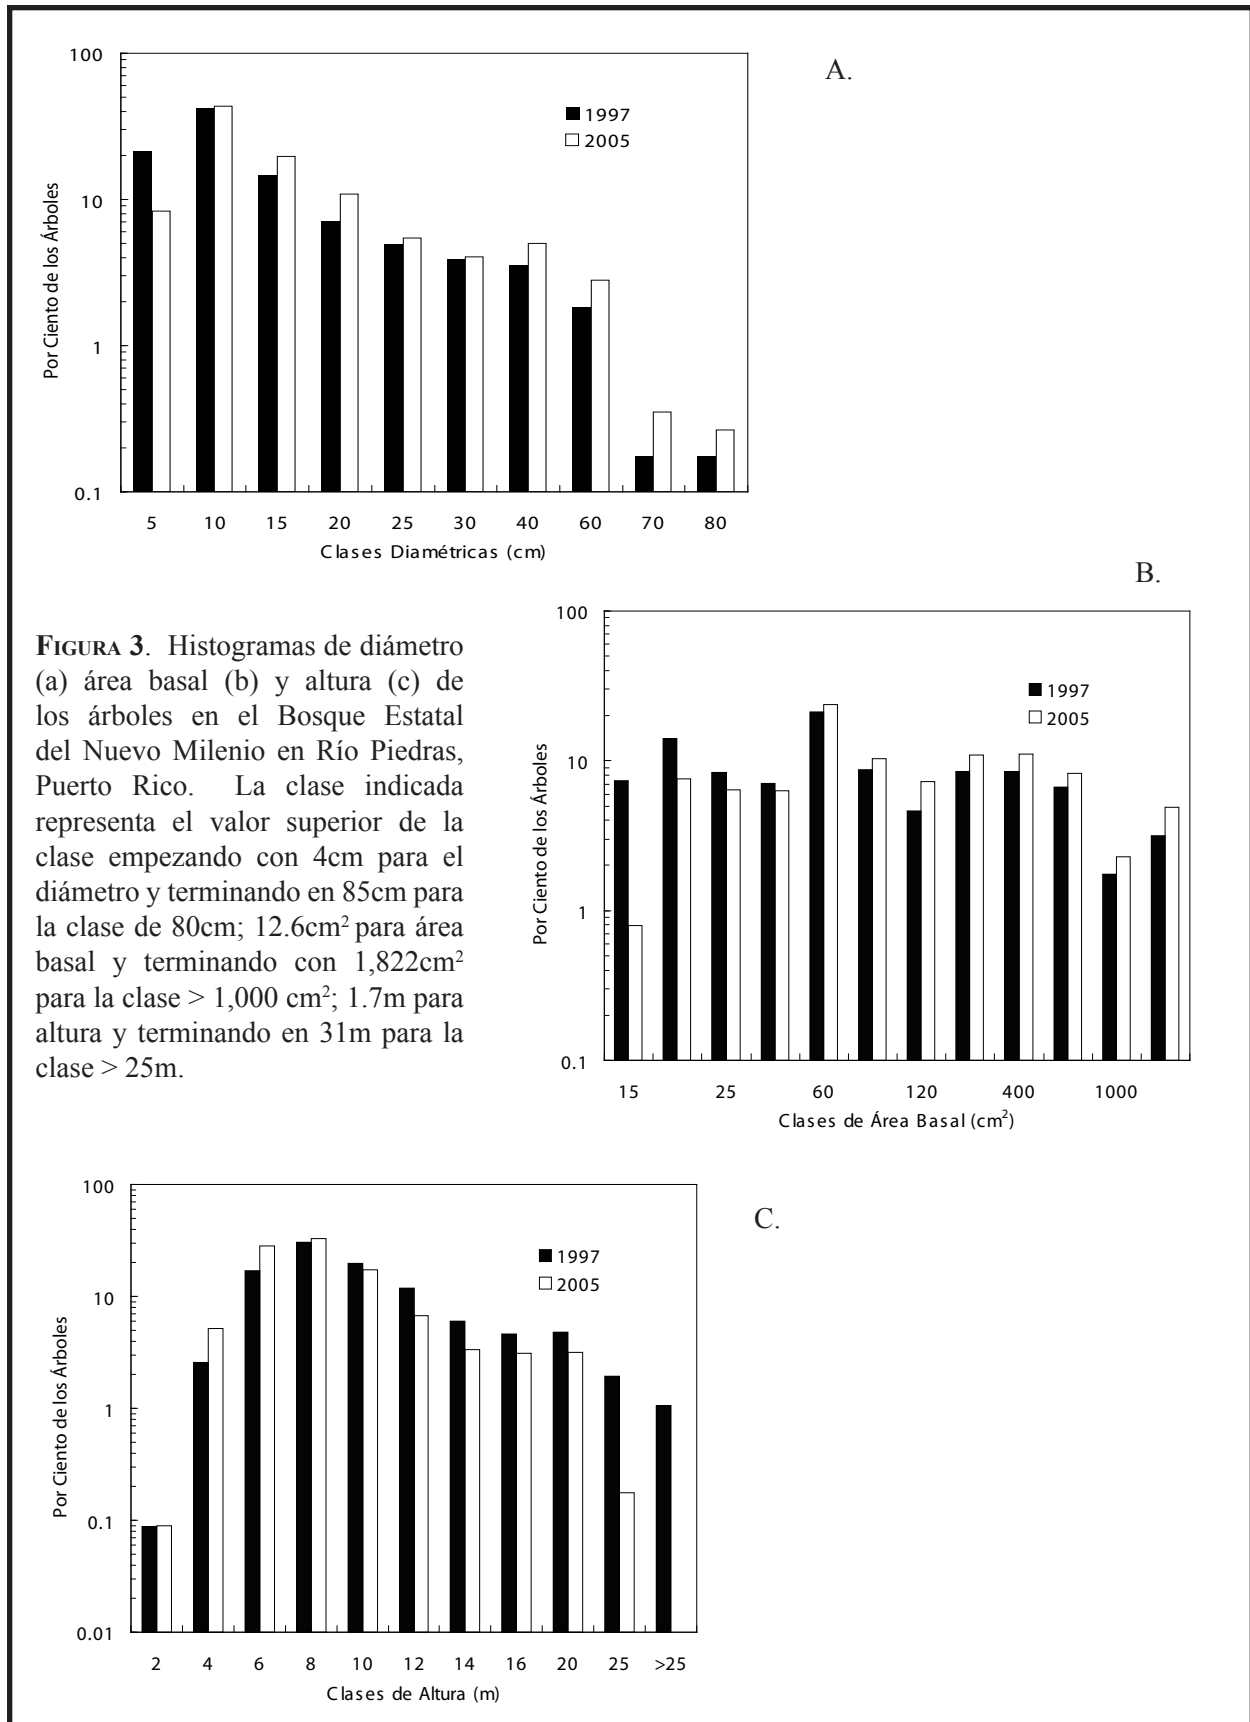 A.
100
10
1
0.1
Por Ciento de los Árboles
1997
2005
5 10 15 20 25 30 40 60 70 80
Clases Diamétricas (cm)
B.
FIGURA 3. Histogramas de diámetro
(a) área basal (b) y altura (c) de
los árboles en el Bosque Estatal
del Nuevo Milenio en Río Piedras,
Puerto Rico. La clase indicada
representa el valor superior de la
clase empezando con 4cm para el
diámetro y terminando en 85cm para
la clase de 80cm; 12.6cm² para área
basal y terminando con 1,822cm²
para la clase > 1,000 cm²; 1.7m para
altura y terminando en 31m para la
clase > 25m.
100
10
1
0.1
Por Ciento de los Árboles
1997
2005
15 25 60 120 400 1000
Clases de Área Basal (cm²)
C.
100
10
1
0.1
0.01
Por Ciento de los Árboles
1997
2005
2 4 6 8 10 12 14 16 20 25 >25
Clases de Altura (m)